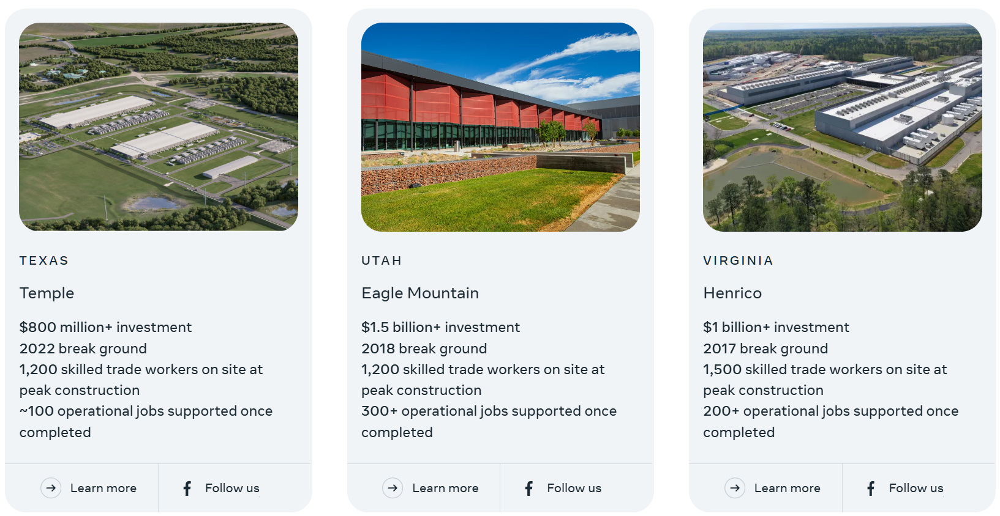 TEXAS
Temple
$800 million+ investment
2022 break ground
1,200 skilled trade workers on site at
peak construction
~100 operational jobs supported once
completed
Learn more
Follow us
UTAH
Eagle Mountain
$1.5 billion+ investment
2018 break ground
1,200 skilled trade workers on site at
peak construction
300+ operational jobs supported once
completed
Learn more
Follow us
VIRGINIA
Henrico
$1 billion+ investment
2017 break ground
1,500 skilled trade workers on site at
peak construction
200+ operational jobs supported once
completed
Learn more
Follow us